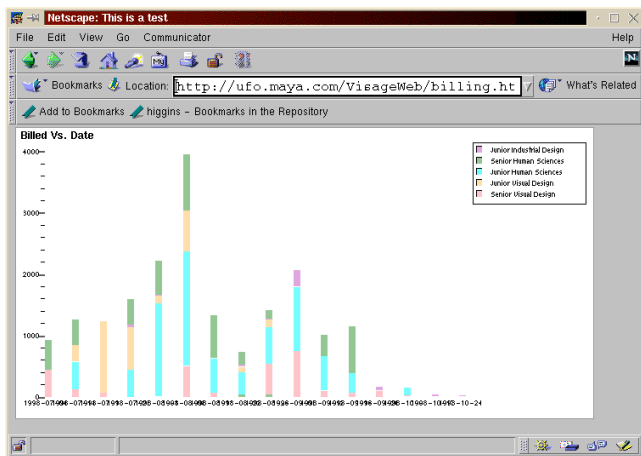 Netscape: This is a test
File Edit View Go Communicator Help
My N
Bookmarks Location: http://ufo.maya.com/VisageWeb/billing.ht What's Related
Add to Bookmarks higgins - Bookmarks in the Repository
Billed Vs. Date
4000
Junior Industrial Design
Senior Human Sciences
Junior Human Sciences
Junior Visual Design
Senior Visual Design
3000
2000
1000
0